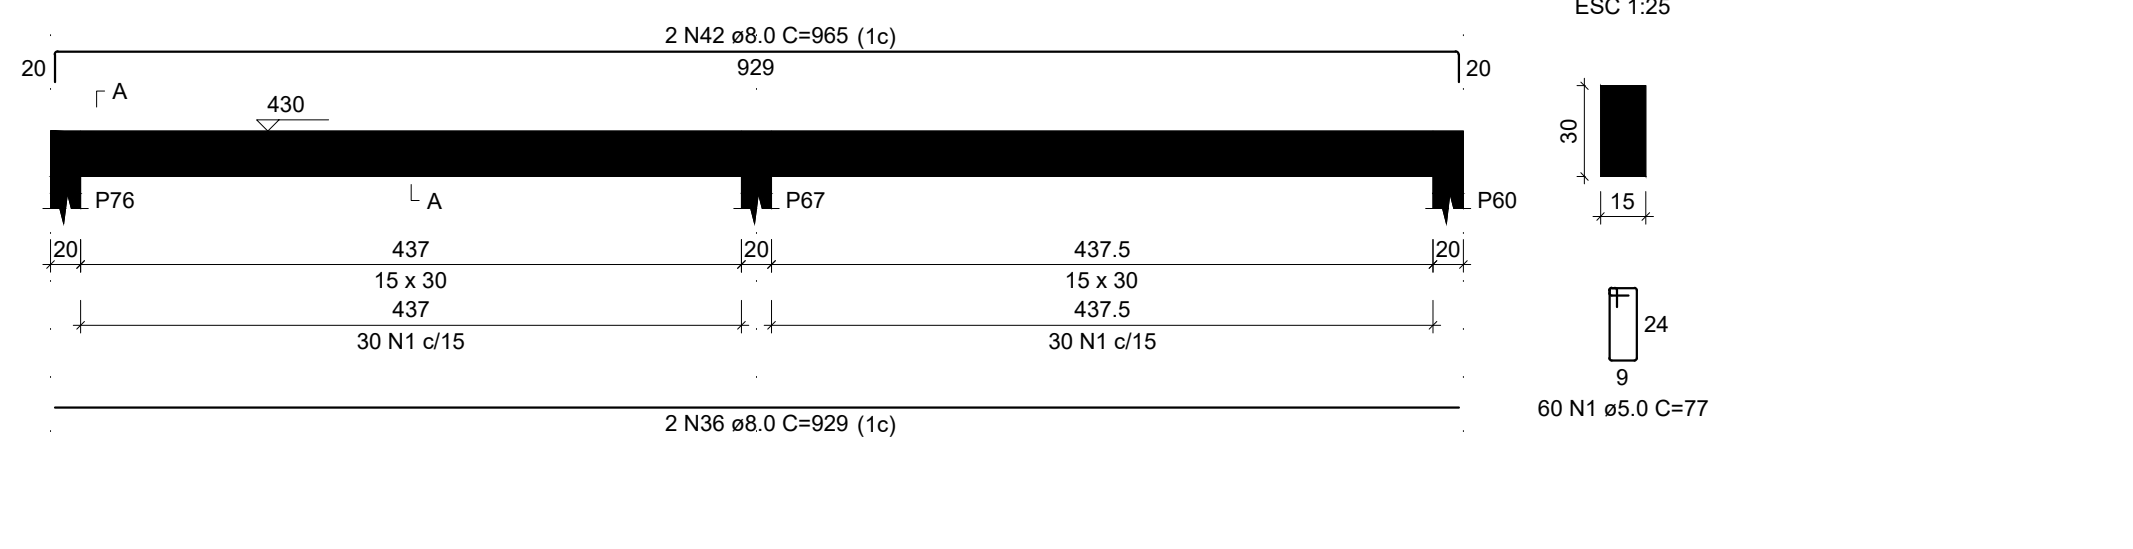 ESC 1:25
2 N42 ø8.0 C=965 (1c)
20
929
20
A
430
30
P76
A
P67
P60
15
20
437
20
437.5
20
15 x 30
15 x 30
437
437.5
30 N1 c/15
30 N1 c/15
24
9
60 N1 ø5.0 C=77
2 N36 ø8.0 C=929 (1c)